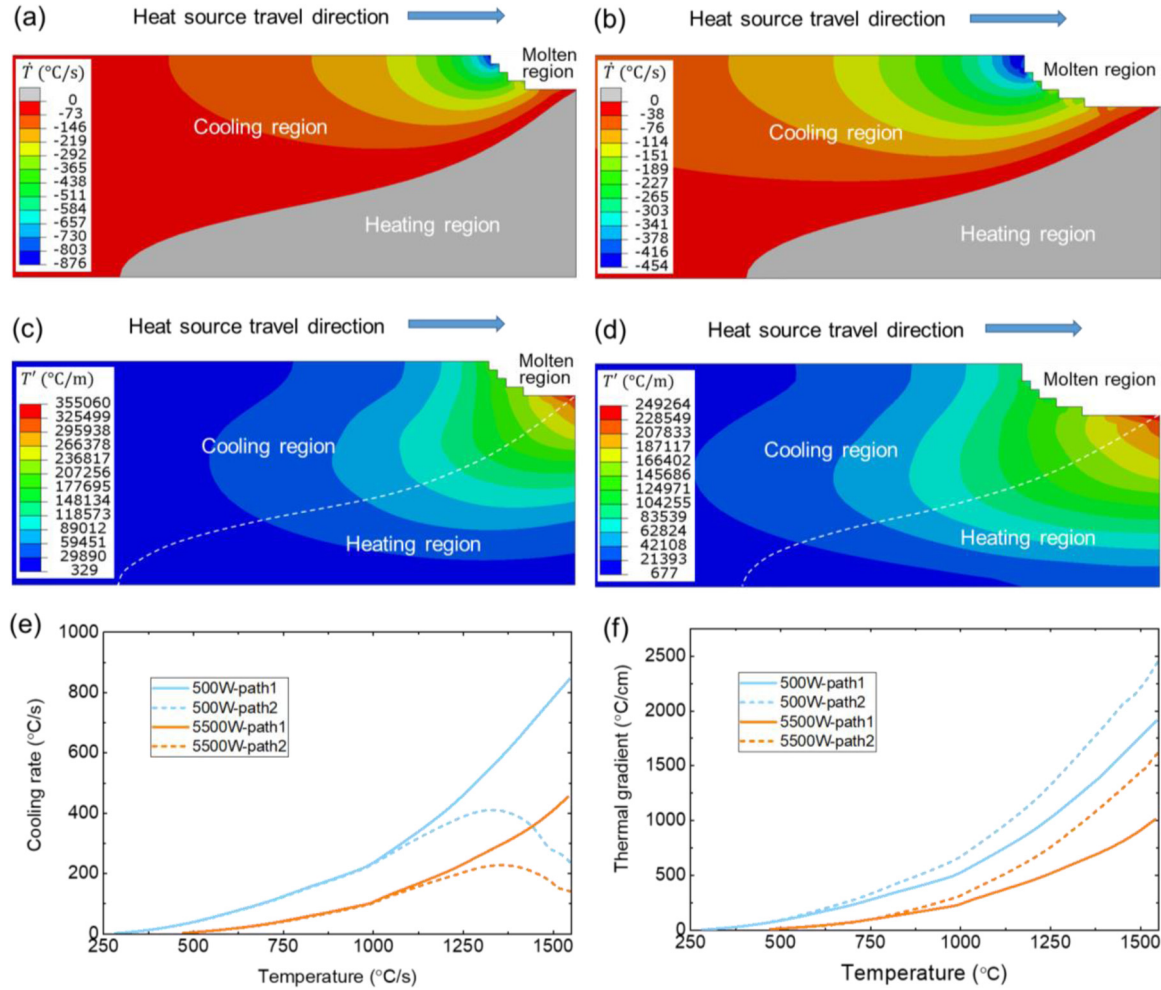 (a) Heat source travel direction
Ṫ (°C/s)
0
-73
-146
-219
-292
-365
-438
-511
-584
-657
-730
-803
-876
Molten
region
Cooling region
Heating region
(b) Heat source travel direction
Ṫ (°C/s)
0
-38
-76
-114
-151
-189
-227
-265
-303
-341
-378
-416
-454
Molten region
Cooling region
Heating region
(c) Heat source travel direction
T′ (°C/m)
355060
325499
295938
266378
236817
207256
177695
148134
118573
89012
59451
29890
329
Molten
region
Cooling region
Heating region
(d) Heat source travel direction
T′ (°C/m)
249264
228549
207833
187117
166402
145686
124971
104255
83539
62824
42108
21393
677
Molten region
Cooling region
Heating region
(e)
Cooling rate (°C/s)
1000
800
600
400
200
0
500W-path1
500W-path2
5500W-path1
5500W-path2
250 500 750 1000 1250 1500
Temperature (°C/s)
(f)
Thermal gradient (°C/cm)
2500
2000
1500
1000
500
0
500W-path1
500W-path2
5500W-path1
5500W-path2
250 500 750 1000 1250 1500
Temperature (°C)